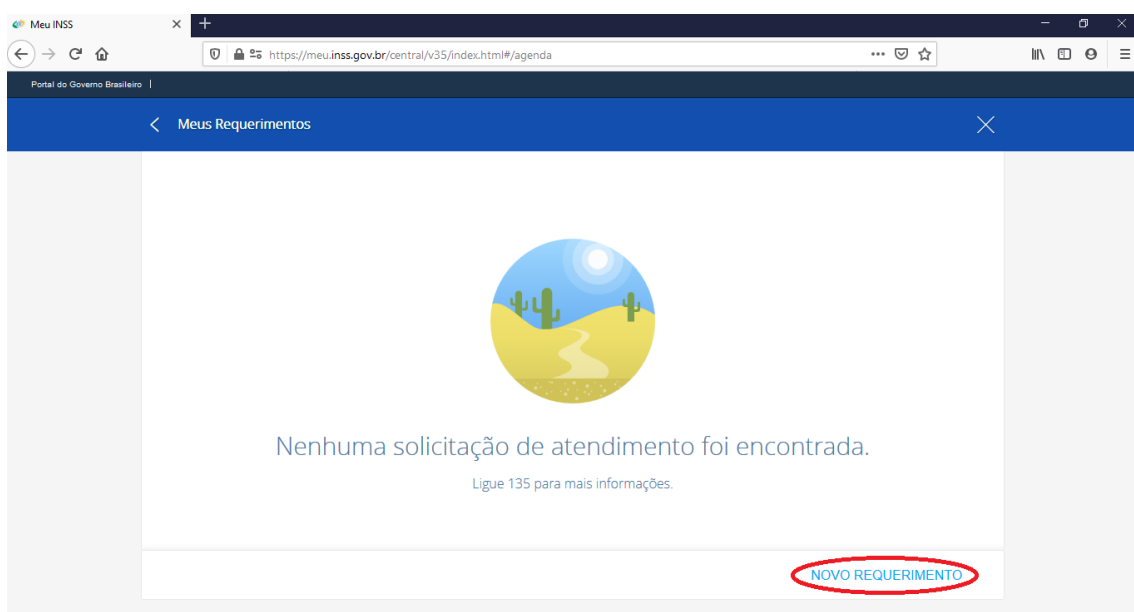 Meu INSS
https://meu.inss.gov.br/central/v35/index.html#/agenda
Portal do Governo Brasileiro |
Meus Requerimentos
Nenhuma solicitação de atendimento foi encontrada.
Ligue 135 para mais informações.
NOVO REQUERIMENTO